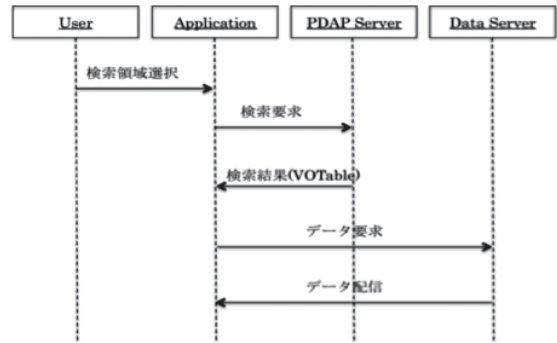 User
Application
PDAP Server
Data Server
検索領域選択
検索要求
検索結果(VOTable)
データ要求
データ配信